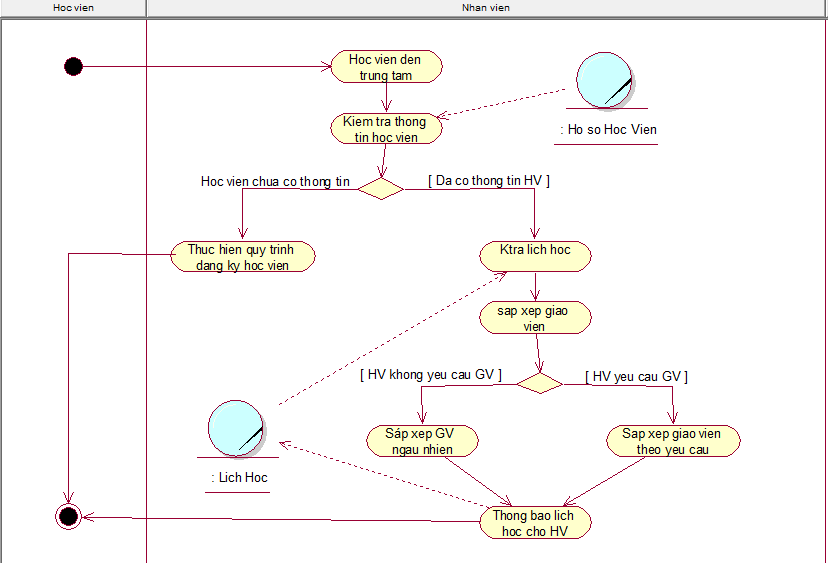 Hoc vien
Nhan vien
Hoc vien den
trung tam
Kiem tra thong
tin hoc vien
: Ho so Hoc Vien
Hoc vien chua co thong tin
[ Da co thong tin HV ]
Thuc hien quy trinh
dang ky hoc vien
Ktra lich hoc
sap xep giao
vien
[ HV khong yeu cau GV ]
[ HV yeu cau GV ]
Sáp xep GV
ngau nhien
Sap xep giao vien
theo yeu cau
: Lich Hoc
Thong bao lich
hoc cho HV